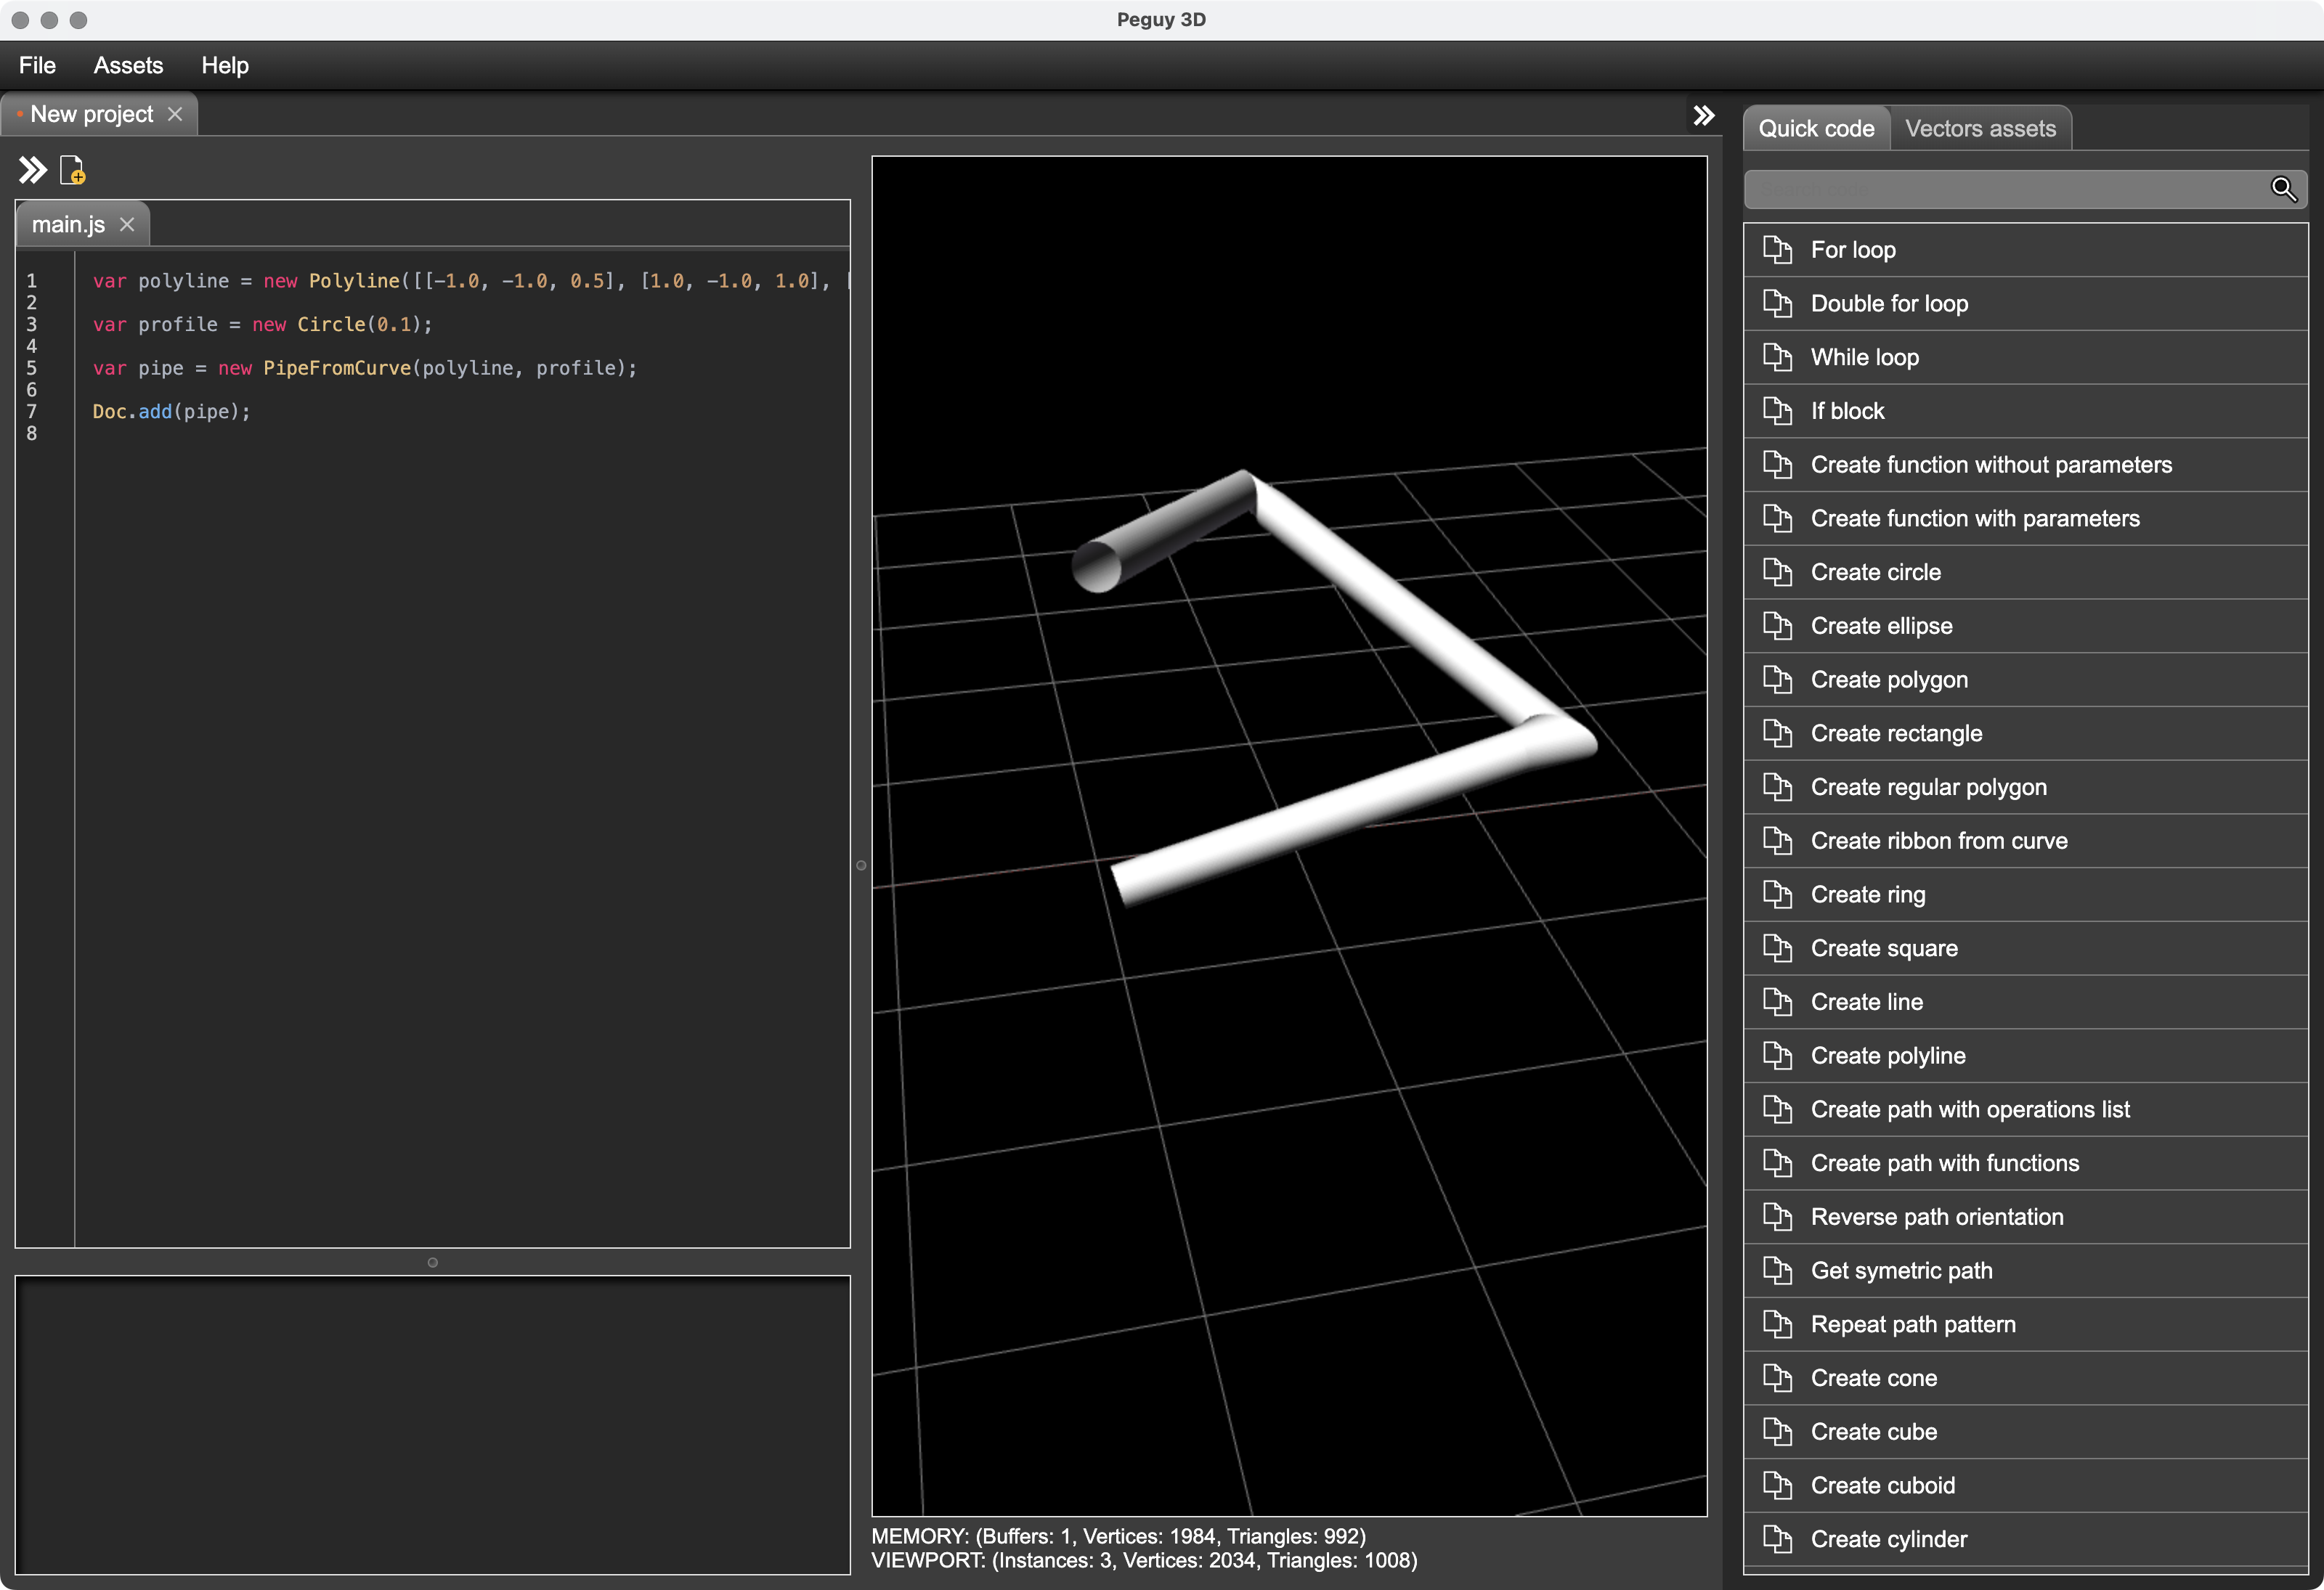 Peguy 3D
File Assets Help
New project
main.js
1 var polyline = new Polyline([[-1.0, -1.0, 0.5], [1.0, -1.0, 1.0], [
2
3 var profile = new Circle(0.1);
4
5 var pipe = new PipeFromCurve(polyline, profile);
6
7 Doc.add(pipe);
8
MEMORY: (Buffers: 1, Vertices: 1984, Triangles: 992)
VIEWPORT: (Instances: 3, Vertices: 2034, Triangles: 1008)
Quick code Vectors assets
For loop
Double for loop
While loop
If block
Create function without parameters
Create function with parameters
Create circle
Create ellipse
Create polygon
Create rectangle
Create regular polygon
Create ribbon from curve
Create ring
Create square
Create line
Create polyline
Create path with operations list
Create path with functions
Reverse path orientation
Get symetric path
Repeat path pattern
Create cone
Create cube
Create cuboid
Create cylinder